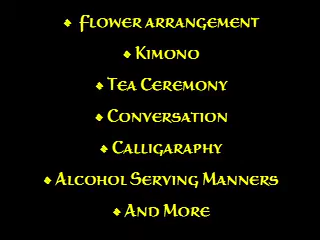 ◆ Flower arrangement
◆ Kimono
◆ Tea Ceremony
◆ Conversation
◆ Calligaraphy
◆ Alcohol Serving Manners
◆ And More